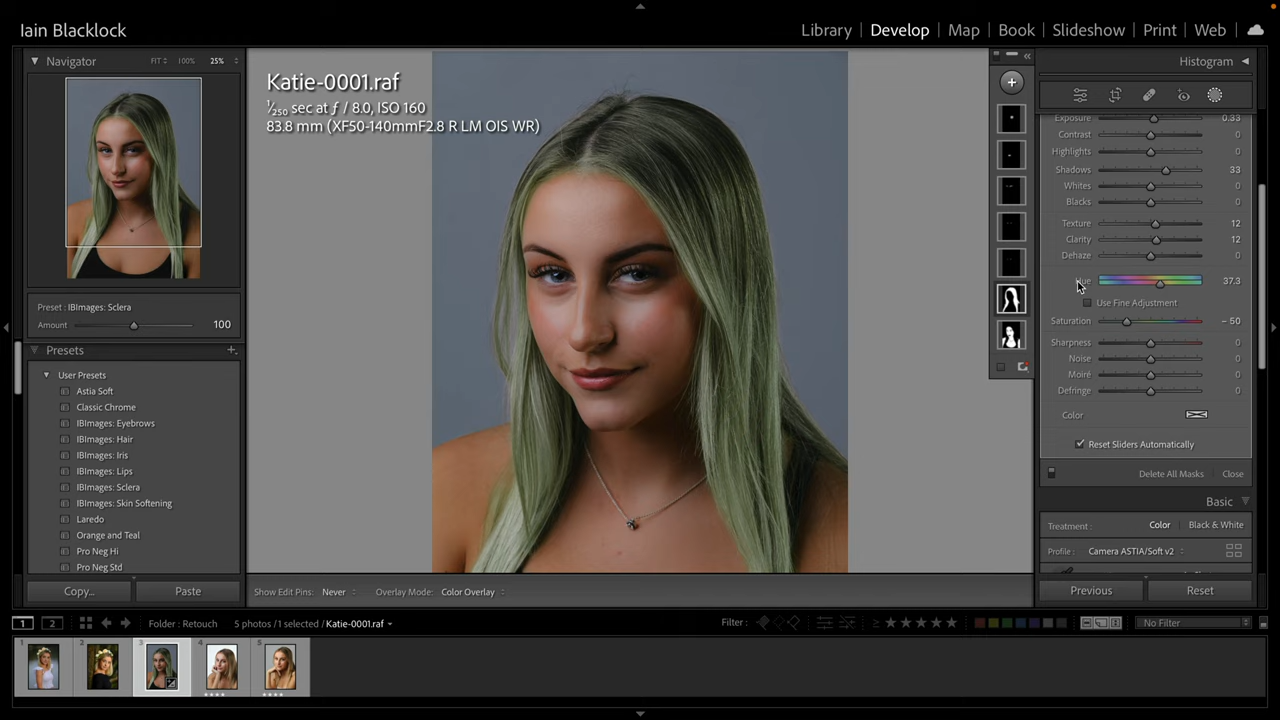 Iain Blacklock
Library | Develop | Map | Book | Slideshow | Print | Web
Navigator FIT 100% 25%
Preset : IBImages: Sclera
Amount 100
Presets
User Presets
Astia Soft
Classic Chrome
IBImages: Eyebrows
IBImages: Hair
IBImages: Iris
IBImages: Lips
IBImages: Sclera
IBImages: Skin Softening
Laredo
Orange and Teal
Pro Neg Hi
Pro Neg Std
Copy... Paste
Katie-0001.raf
1/250 sec at ƒ / 8.0, ISO 160
83.8 mm (XF50-140mmF2.8 R LM OIS WR)
Histogram
Exposure 0.33
Contrast 0
Highlights 0
Shadows 33
Whites 0
Blacks 0
Texture 12
Clarity 12
Dehaze 0
Hue 37.3
Use Fine Adjustment
Saturation – 50
Sharpness 0
Noise 0
Moiré 0
Defringe 0
Color
Reset Sliders Automatically
Delete All Masks Close
Basic
Treatment : Color Black & White
Profile : Camera ASTIA/Soft v2
Previous Reset
Show Edit Pins: Never Overlay Mode: Color Overlay
1 2 Folder : Retouch 5 photos / 1 selected / Katie-0001.raf Filter : ≥ No Filter
1 2 3 4 5